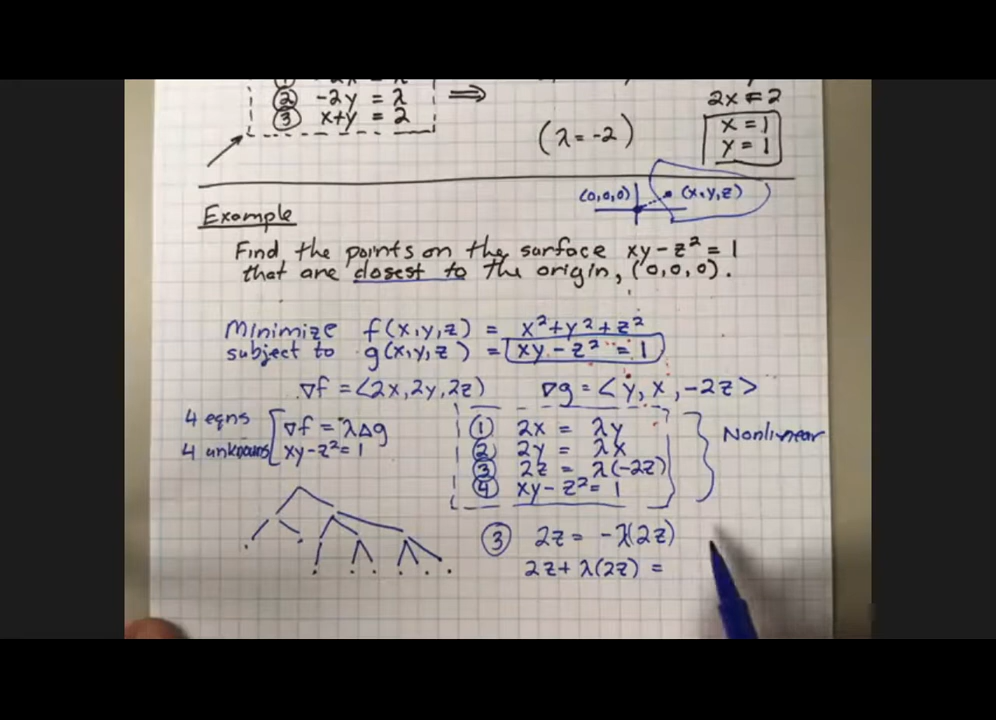 ② -2y = λ
③ x+y = 2
⟹
(λ = -2)
2x = 2
x = 1
y = 1
(0,0,0)
(x,y,z)
Example
Find the points on the surface xy - z² = 1
that are closest to the origin, (0,0,0).
Minimize f(x,y,z) = x²+y²+z²
subject to g(x,y,z) = xy - z² = 1
∇f = <2x,2y,2z) ∇g = <y, x, -2z>
4 eqns
4 unknowns
∇f = λΔg
xy-z²=1
① 2x = λy
② 2y = λx
③ 2z = λ(-2z)
④ xy-z²=1
Nonlinear
③ 2z = -λ(2z)
2z + λ(2z) =